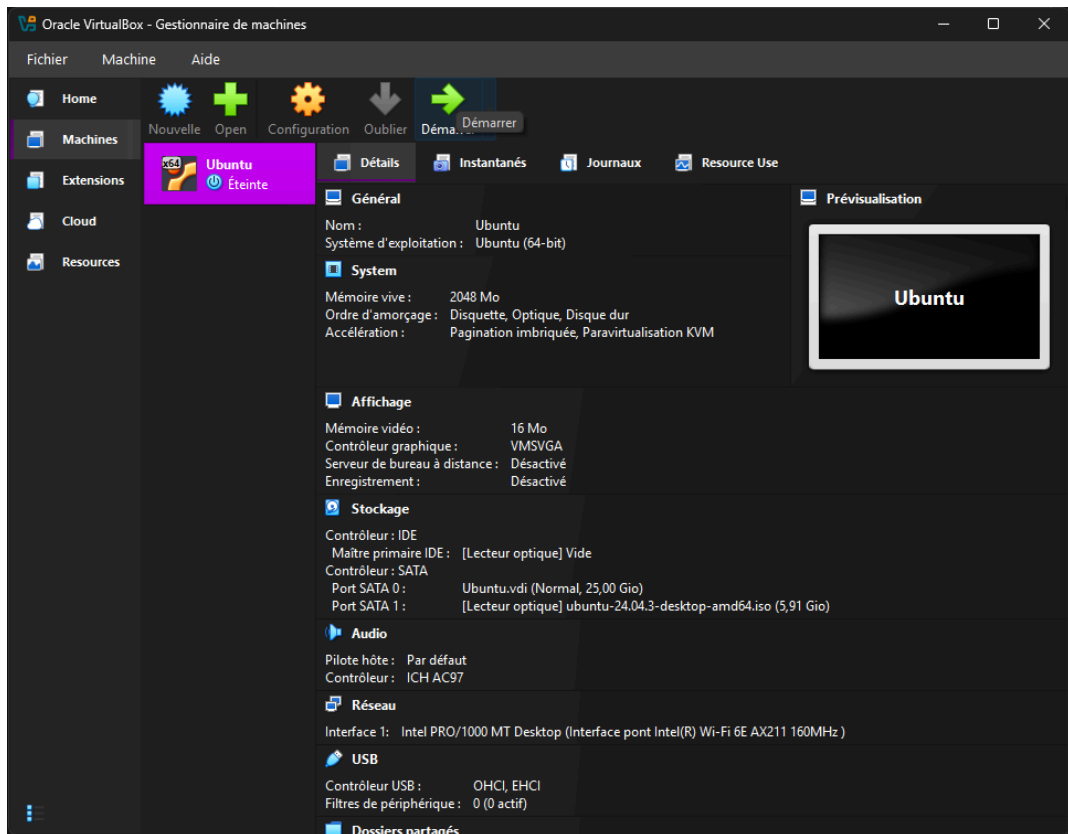 Oracle VirtualBox - Gestionnaire de machines
Fichier Machine Aide
Home
Machines
Extensions
Cloud
Resources
Nouvelle Open Configuration Oublier
Démarrer
x64
Ubuntu
Éteinte
Détails Instantanés Journaux Resource Use
Général
Nom : Ubuntu
Système d'exploitation : Ubuntu (64-bit)
System
Mémoire vive : 2048 Mo
Ordre d'amorçage : Disquette, Optique, Disque dur
Accélération : Pagination imbriquée, Paravirtualisation KVM
Prévisualisation
Ubuntu
Affichage
Mémoire vidéo : 16 Mo
Contrôleur graphique : VMSVGA
Serveur de bureau à distance : Désactivé
Enregistrement : Désactivé
Stockage
Contrôleur : IDE
Maître primaire IDE : [Lecteur optique] Vide
Contrôleur : SATA
Port SATA 0 : Ubuntu.vdi (Normal, 25,00 Gio)
Port SATA 1 : [Lecteur optique] ubuntu-24.04.3-desktop-amd64.iso (5,91 Gio)
Audio
Pilote hôte : Par défaut
Contrôleur : ICH AC97
Réseau
Interface 1: Intel PRO/1000 MT Desktop (Interface pont Intel(R) Wi-Fi 6E AX211 160MHz )
USB
Contrôleur USB : OHCI, EHCI
Filtres de périphérique : 0 (0 actif)
Dossiers partagés